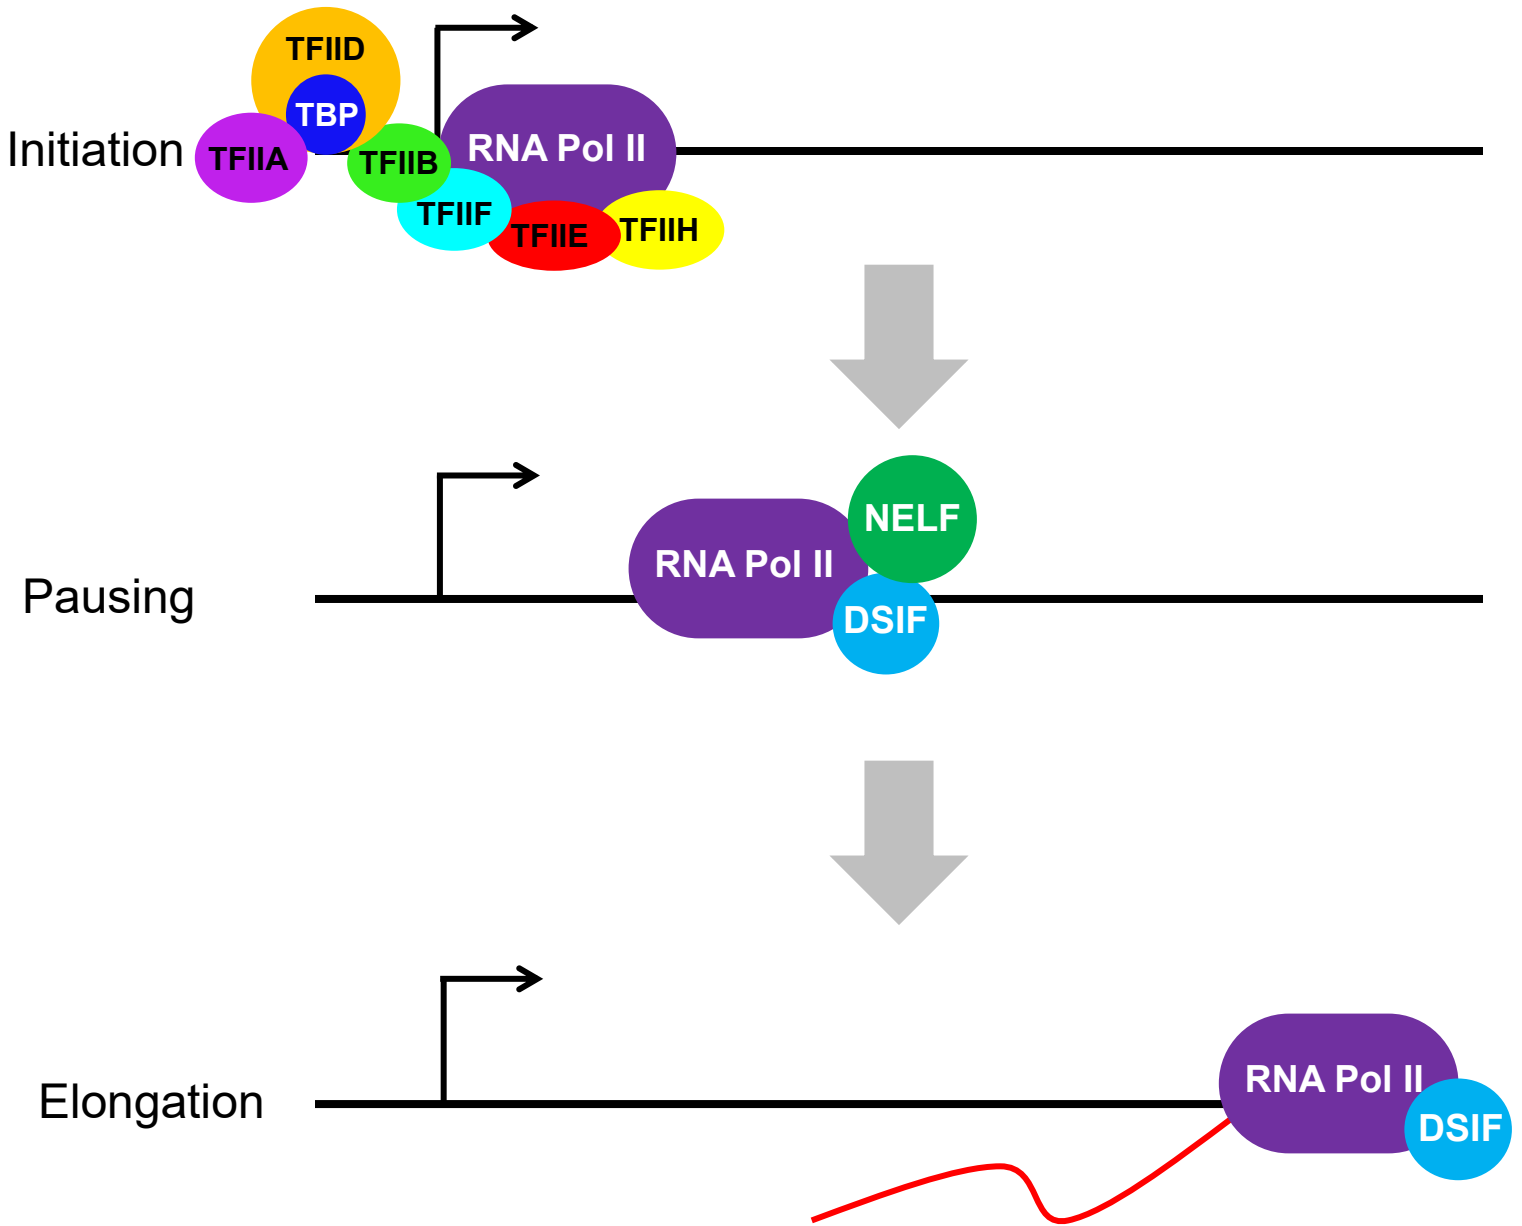 Initiation
TFIID
TBP
TFIIA
TFIIB
RNA Pol II
TFIIF
TFIIE
TFIIH
Pausing
RNA Pol II
NELF
DSIF
Elongation
RNA Pol II
DSIF